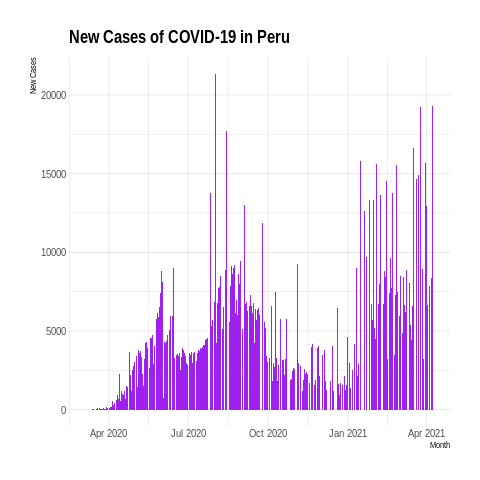 New Cases of COVID-19 in Peru
New Cases
20000
15000
10000
5000
0
Apr 2020 Jul 2020 Oct 2020 Jan 2021 Apr 2021
Month